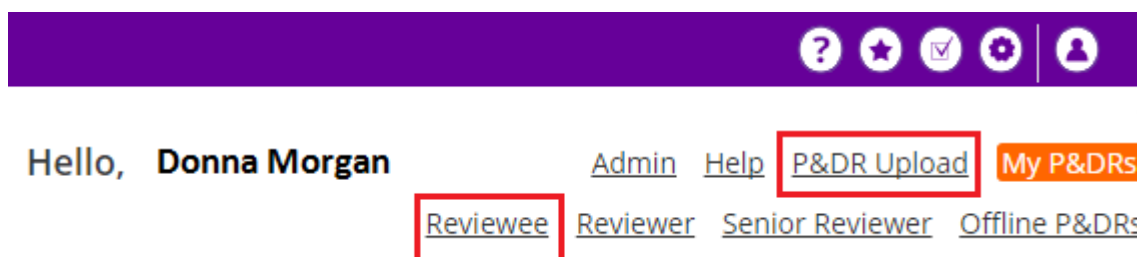 Hello, Donna Morgan Admin Help P&DR Upload My P&DRs
Reviewee Reviewer Senior Reviewer Offline P&DRs